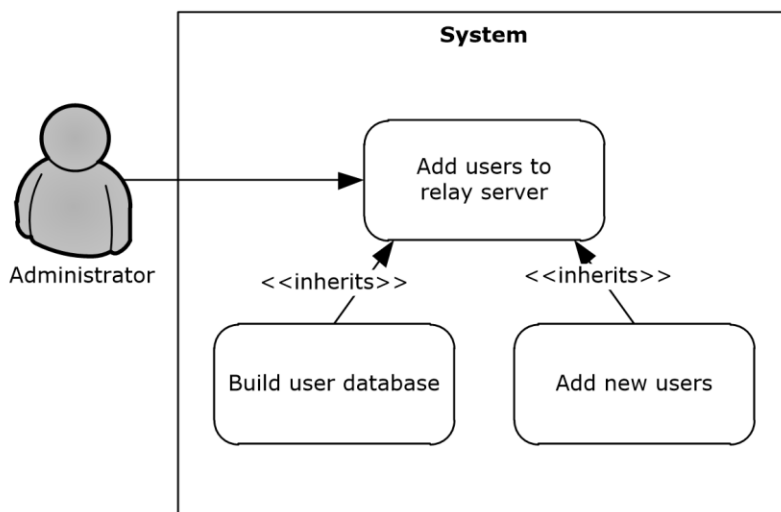 System
Add users to
relay server
Administrator
<<inherits>>
<<inherits>>
Build user database
Add new users